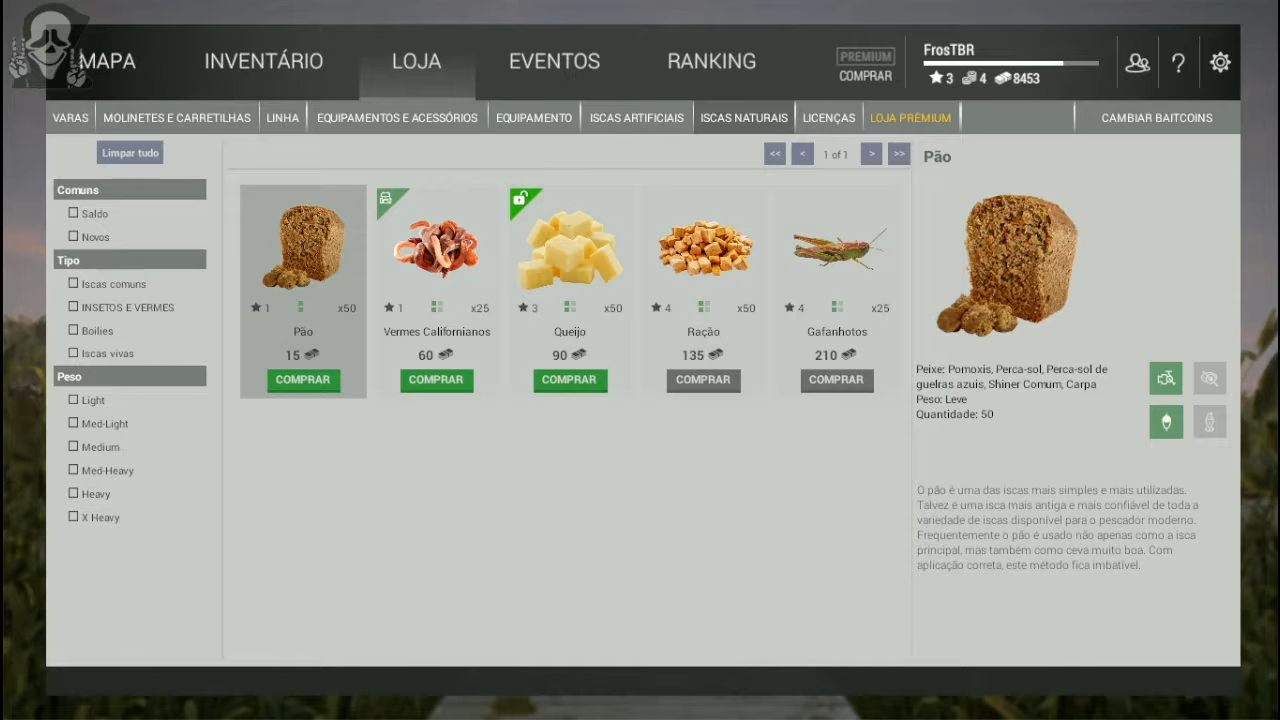 MAPA
INVENTÁRIO
LOJA
EVENTOS
RANKING
PREMIUM
COMPRAR
FrosTBR
3 4 8453
?
VARAS
MOLINETES E CARRETILHAS
LINHA
EQUIPAMENTOS E ACESSÓRIOS
EQUIPAMENTO
ISCAS ARTIFICIAIS
ISCAS NATURAIS
LICENÇAS
LOJA PRÉMIUM
CAMBIAR BAITCOINS
Limpar tudo
Comuns
Saldo
Novos
Tipo
Iscas comuns
INSETOS E VERMES
Boilies
Iscas vivas
Peso
Light
Med-Light
Medium
Med-Heavy
Heavy
X Heavy
<< < 1 of 1 > >>
1 x50
Pão
15
COMPRAR
1 x25
Vermes Californianos
60
COMPRAR
3 x50
Queijo
90
COMPRAR
4 x50
Ração
135
COMPRAR
4 x25
Gafanhotos
210
COMPRAR
Pão
Peixe: Pomoxis, Perca-sol, Perca-sol de
guelras azuis, Shiner Comum, Carpa
Peso: Leve
Quantidade: 50
O pão é uma das iscas mais simples e mais utilizadas.
Talvez é uma isca mais antiga e mais confiável de toda a
variedade de iscas disponível para o pescador moderno.
Frequentemente o pão é usado não apenas como a isca
principal, mas também como ceva muito boa. Com
aplicação correta, este método fica imbatível.